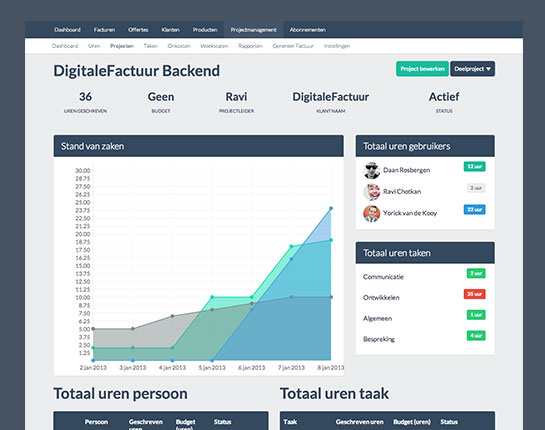 Dashboard Facturen Offertes Klanten Producten Projectmanagement Abonnementen
Dashboard Uren Projecten Taken Onkosten Weekstaten Rapporten Genereer Factuur Instellingen
DigitaleFactuur Backend
Project bewerken Deelproject
36 Geen Ravi DigitaleFactuur Actief
UREN GESCHREVEN BUDGET PROJECTLEIDER KLANTNAAM STATUS
Stand van zaken
30.00
28.75
27.50
26.25
25.00
23.75
22.50
21.25
20.00
18.75
17.50
16.25
15.00
13.75
12.50
11.25
10.00
8.75
7.50
6.25
5.00
3.75
2.50
1.25
2 jan 2013 3 jan 2013 4 jan 2013 5 jan 2013 6 jan 2013 7 jan 2013 8 jan 2013
Totaal uren gebruikers
Daan Rosbergen 12 uur
Ravi Chotkan 2 uur
Yorick van de Kooy 22 uur
Totaal uren taken
Communicatie 2 uur
Ontwikkelen 35 uur
Algemeen 1 uur
Bespreking 4 uur
Totaal uren persoon Totaal uren taak
Persoon Geschreven uren Budget (uren) Status
Taak Geschreven uren Budget (uren) Status